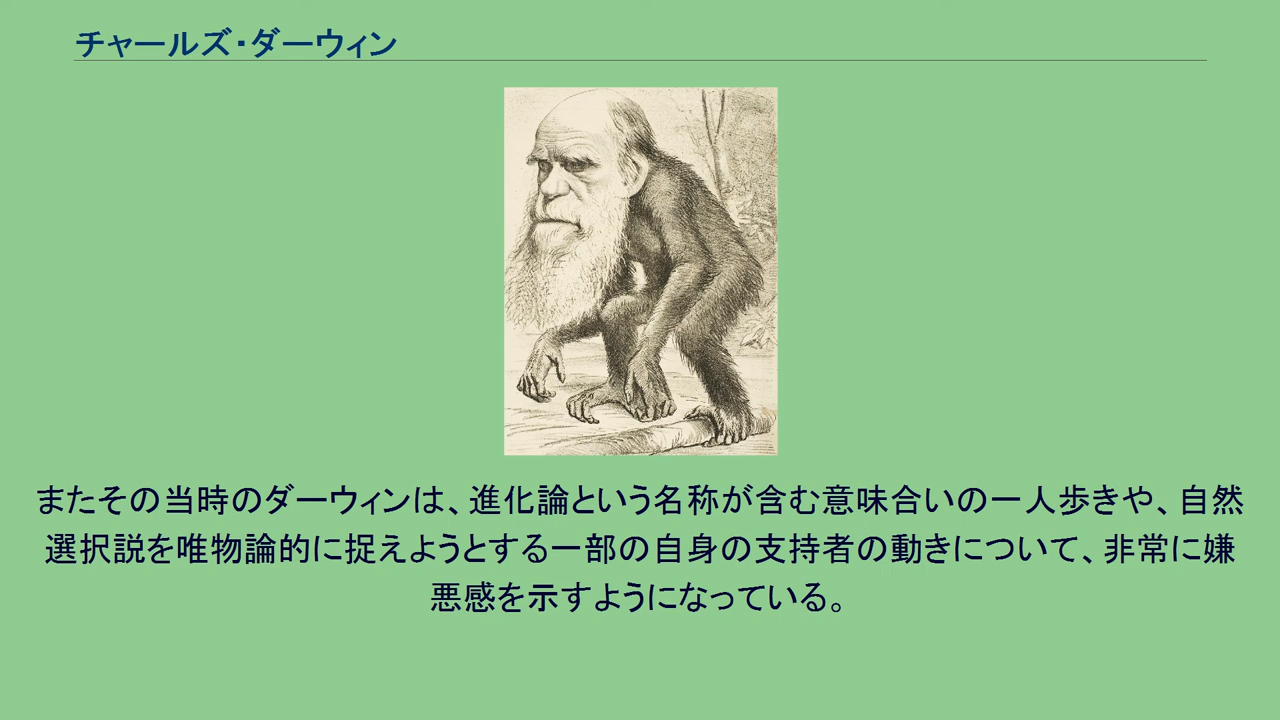 チャールズ・ダーウィン
またその当時のダーウィンは、進化論という名称が含む意味合いの一人歩きや、自然
選択説を唯物論的に捉えようとする一部の自身の支持者の動きについて、非常に嫌
悪感を示すようになっている。